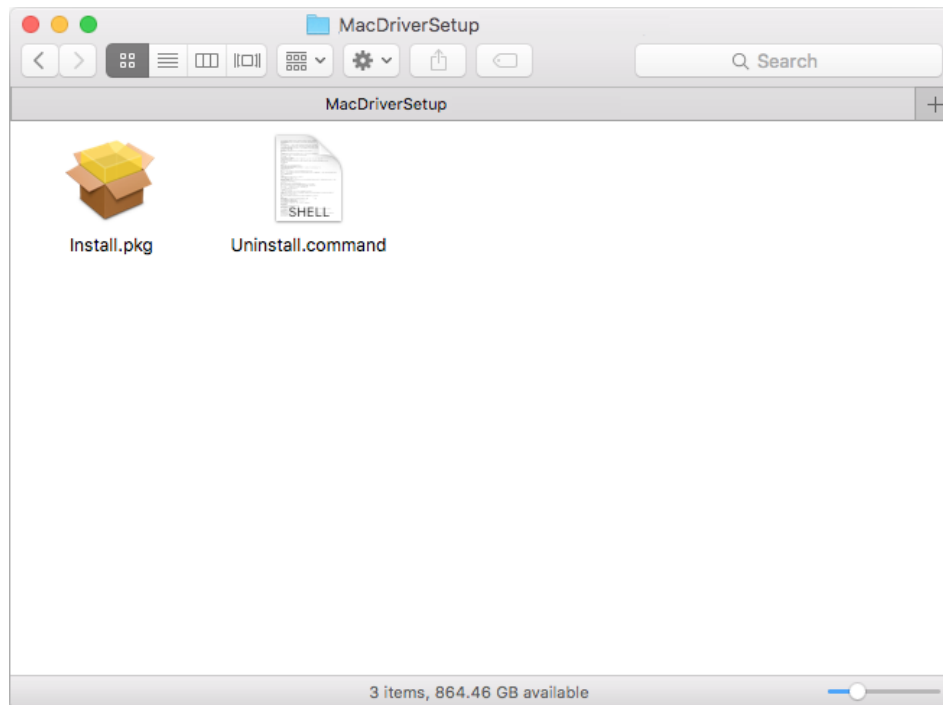 MacDriverSetup
Search
MacDriverSetup
SHELL
Install.pkg
Uninstall.command
3 items, 864.46 GB available